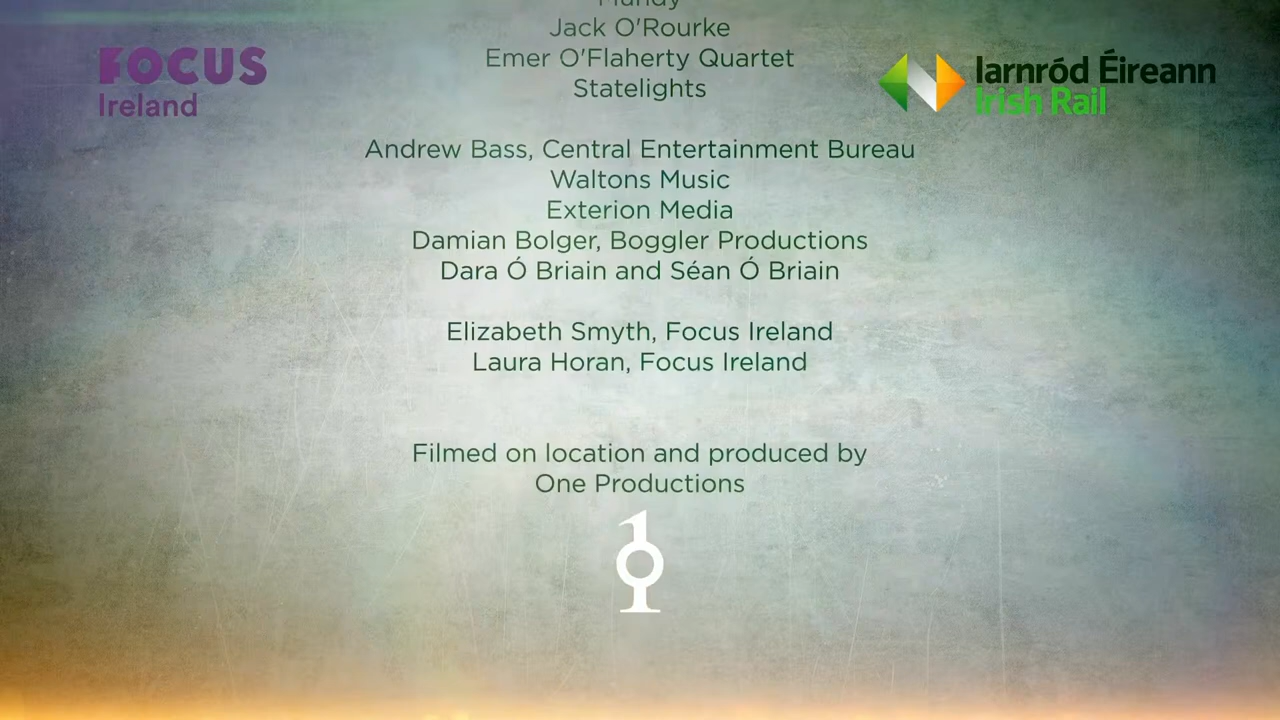 Mundy
Jack O'Rourke
Emer O'Flaherty Quartet
Statelights
FOCUS
Ireland
Iarnród Éireann
Irish Rail
Andrew Bass, Central Entertainment Bureau
Waltons Music
Exterion Media
Damian Bolger, Boggler Productions
Dara Ó Briain and Séan Ó Briain
Elizabeth Smyth, Focus Ireland
Laura Horan, Focus Ireland
Filmed on location and produced by
One Productions
1